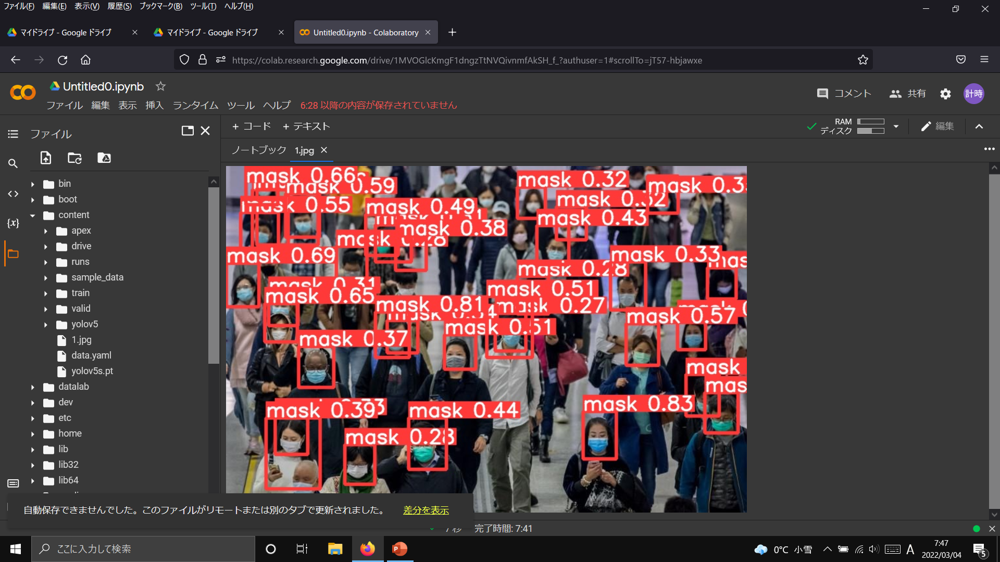 ファイル(F) 編集(E) 表示(V) 履歴(S) ブックマーク(B) ツール(T) ヘルプ(H)
マイドライブ - Google ドライブ
マイドライブ - Google ドライブ
Untitled0.ipynb - Colaboratory
https://colab.research.google.com/drive/1MVOGlcKmgF1dngzTtNVQivnmfAkSH_f_?authuser=1#scrollTo=jT57-hbjawxe
Untitled0.ipynb
コメント
共有
計時
ファイル 編集 表示 挿入 ランタイム ツール ヘルプ 6:28 以降の内容が保存されていません
ファイル
+ コード + テキスト
RAM
ディスク
編集
ノートブック 1.jpg
bin
boot
content
apex
drive
runs
sample_data
train
valid
yolov5
1.jpg
data.yaml
yolov5s.pt
datalab
dev
etc
home
lib
lib32
lib64
mask 0.66
mask 0.59
mask 0.32
mask 0.3
mask 0.55
mask 0.49
mask 0.32
mask 0.43
mask 0.38
mask 0.28
mask 0.69
mask 0.33
mas
mask 0.28
mask 0.31
mask 0.65
mask 0.51
mask 0.81
mask 0.27
mask 0.57
mask 0.51
mask 0.37
mask
mas
mask 0.39
mask 0.44
mask 0.83
mask 0.28
自動保存できませんでした。このファイルがリモートまたは別のタブで更新されました。 差分を表示
7 秒 完了時間: 7:41
ここに入力して検索
0°C 小雪
A
7:47
2022/03/04
5